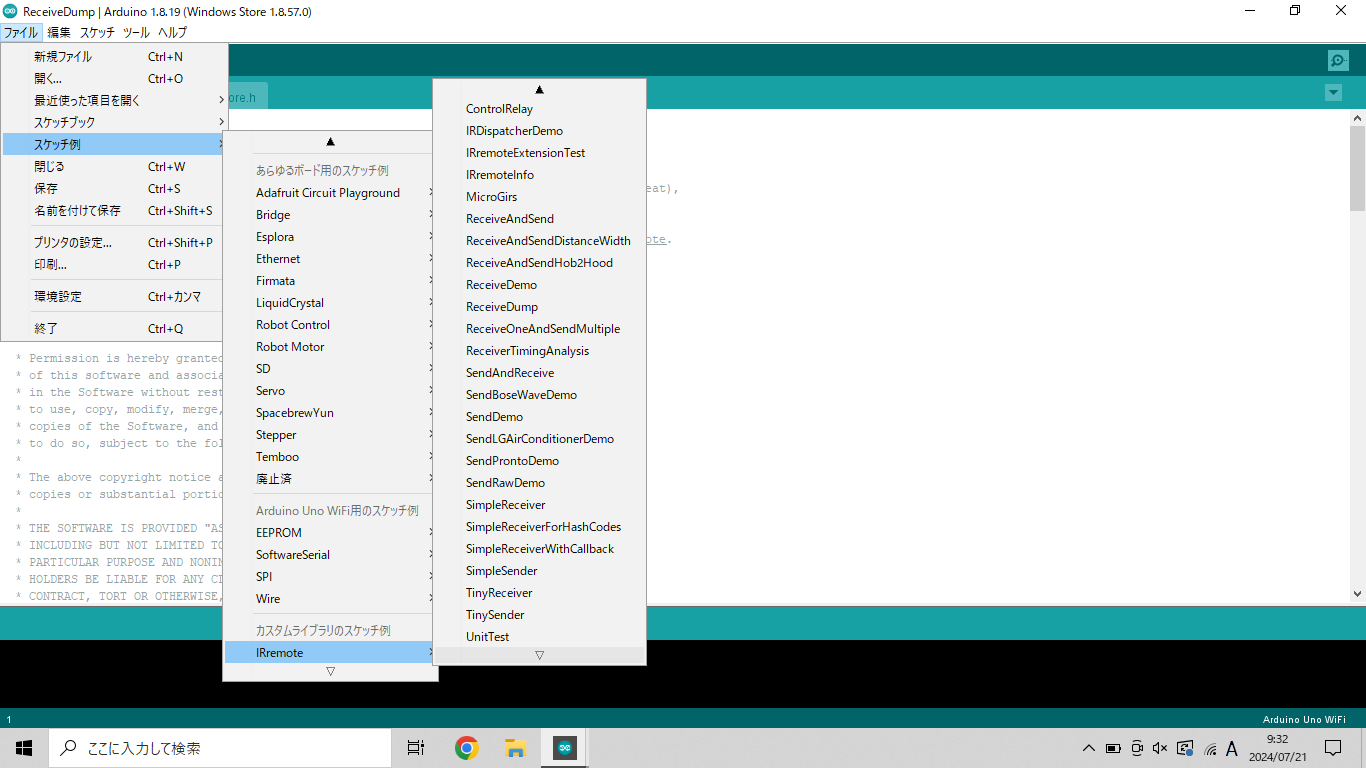 ReceiveDump | Arduino 1.8.19 (Windows Store 1.8.57.0)
ファイル 編集 スケッチ ツール ヘルプ
新規ファイル Ctrl+N
開く... Ctrl+O
最近使った項目を開く
スケッチブック
スケッチ例
閉じる Ctrl+W
保存 Ctrl+S
名前を付けて保存 Ctrl+Shift+S
プリンタの設定... Ctrl+Shift+P
印刷... Ctrl+P
環境設定 Ctrl+カンマ
終了 Ctrl+Q
あらゆるボード用のスケッチ例
Adafruit Circuit Playground
Bridge
Esplora
Ethernet
Firmata
LiquidCrystal
Robot Control
Robot Motor
SD
Servo
SpacebrewYun
Stepper
Temboo
廃止済
Arduino Uno WiFi用のスケッチ例
EEPROM
SoftwareSerial
SPI
Wire
カスタムライブラリのスケッチ例
IRremote
ControlRelay
IRDispatcherDemo
IRremoteExtensionTest
IRremoteInfo
MicroGirs
ReceiveAndSend
ReceiveAndSendDistanceWidth
ReceiveAndSendHob2Hood
ReceiveDemo
ReceiveDump
ReceiveOneAndSendMultiple
ReceiverTimingAnalysis
SendAndReceive
SendBoseWaveDemo
SendDemo
SendLGAirConditionerDemo
SendProntoDemo
SendRawDemo
SimpleReceiver
SimpleReceiverForHashCodes
SimpleReceiverWithCallback
SimpleSender
TinyReceiver
TinySender
UnitTest
ore.h
eat),
ote.
* Permission is hereby granted
* of this software and associa
* in the Software without rest
* to use, copy, modify, merge,
* copies of the Software, and
* to do so, subject to the fol
*
* The above copyright notice a
* copies or substantial portio
*
* THE SOFTWARE IS PROVIDED "AS
* INCLUDING BUT NOT LIMITED TO
* PARTICULAR PURPOSE AND NONIN
* HOLDERS BE LIABLE FOR ANY CL
* CONTRACT, TORT OR OTHERWISE,
1 Arduino Uno WiFi
ここに入力して検索
A
9:32
2024/07/21